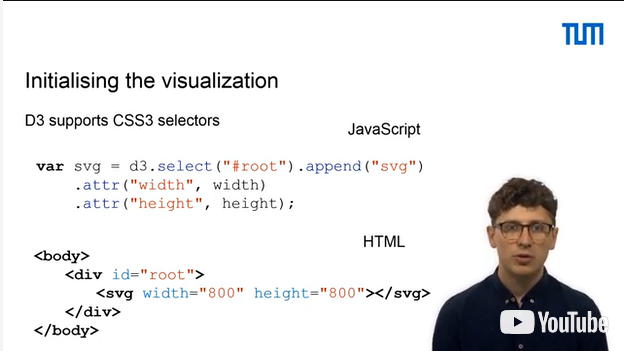 TUM
Initialising the visualization
D3 supports CSS3 selectors
JavaScript
var svg = d3.select("#root").append("svg")
.attr("width", width)
.attr("height", height);
HTML
<body>
<div id="root">
<svg width="800" height="800"></svg>
</div>
</body>
YouTube